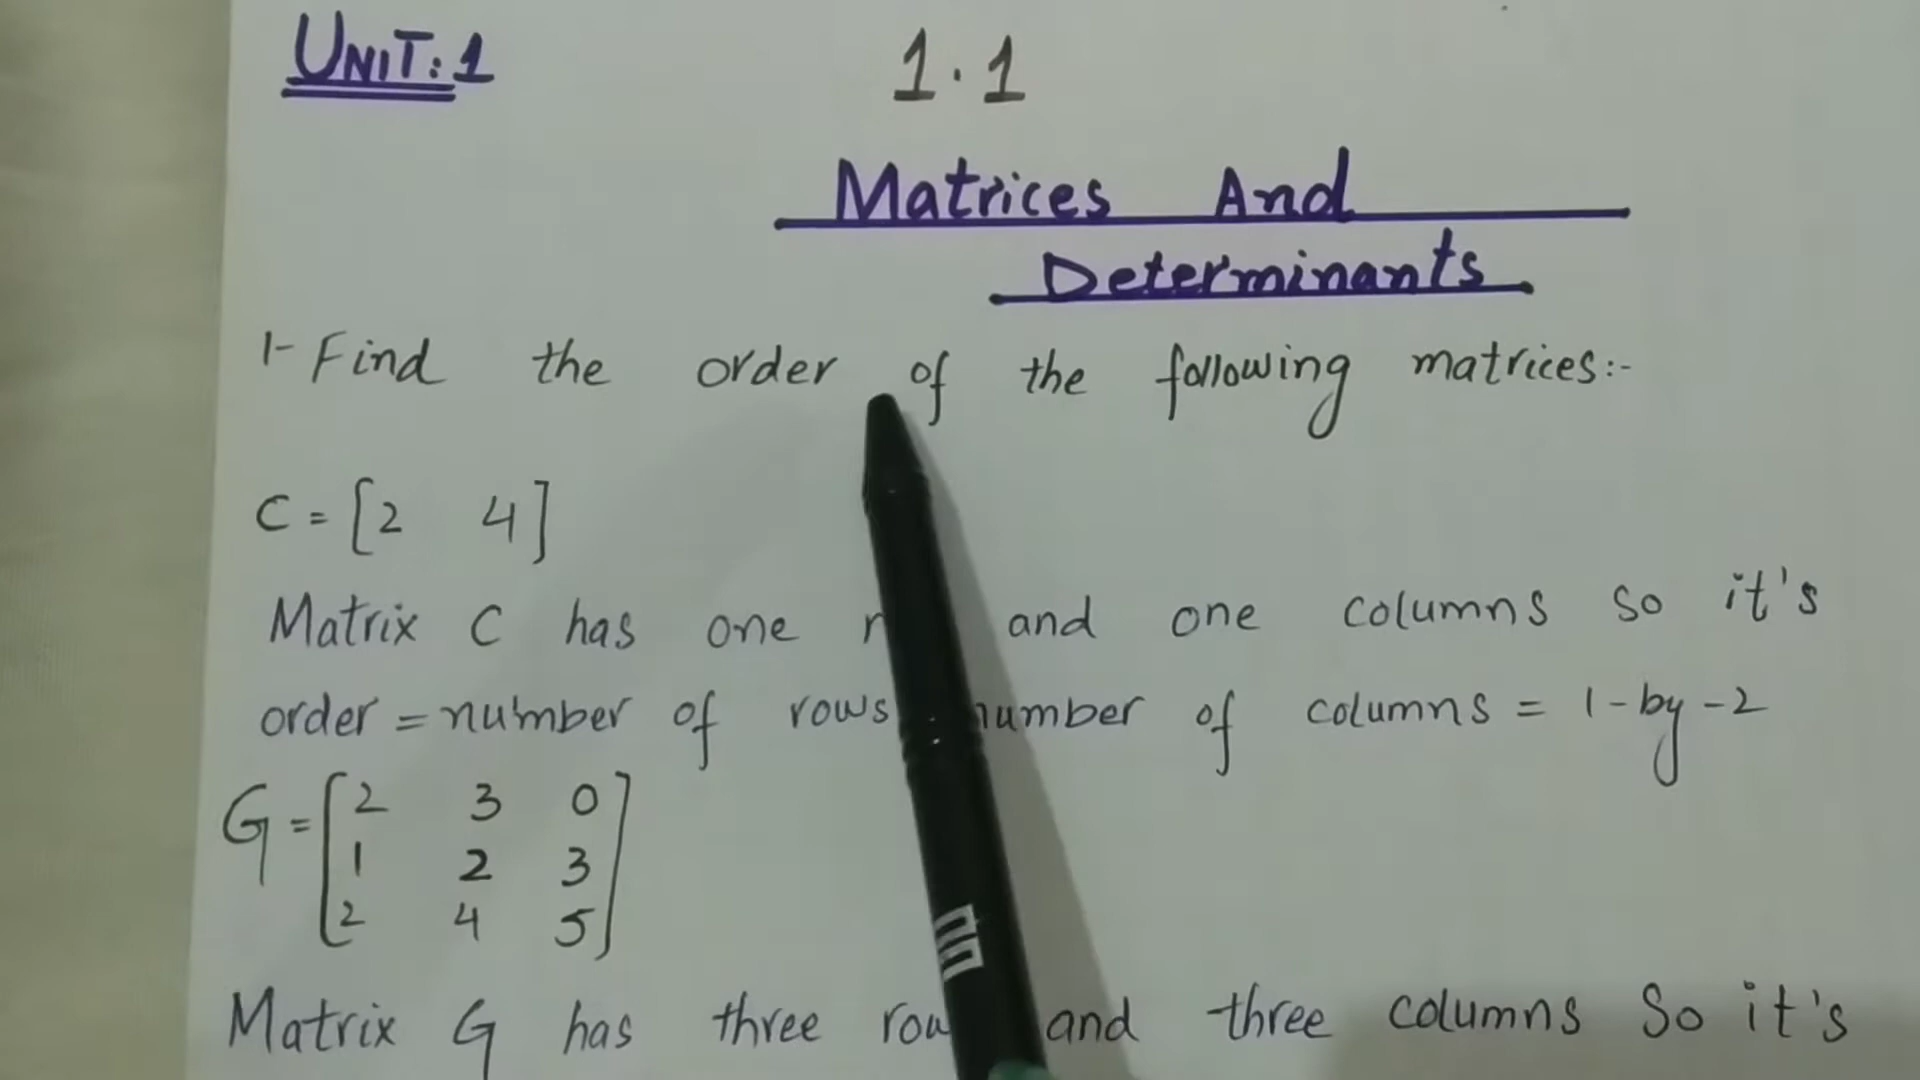 UNIT:1
1.1
Matrices And
Determinants
1- Find the order of the following matrices:-
C = [2 4]
Matrix C has one and one columns so it's
order = number of rows number of columns = 1-by-2
G = [2 3 0
1 2 3
2 4 5]
Matrix G has three and three columns So it's